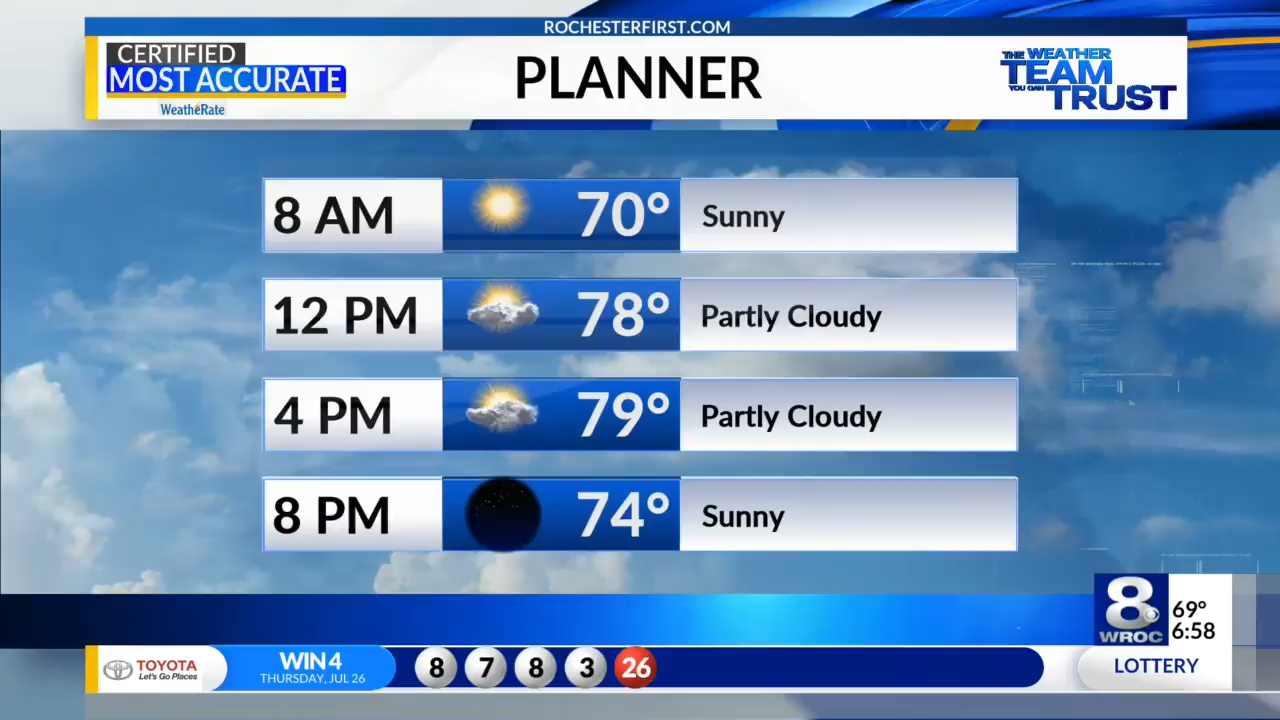 ROCHESTERFIRST.COM
CERTIFIED
MOST ACCURATE
WeatheRate
PLANNER
THE WEATHER
TEAM
YOU CAN
TRUST
8 AM 70° Sunny
12 PM 78° Partly Cloudy
4 PM 79° Partly Cloudy
8 PM 74° Sunny
8
WROC
69°
6:58
TOYOTA
Let's Go Places
WIN4
THURSDAY, JUL 26
8 7 8 3 26
LOTTERY